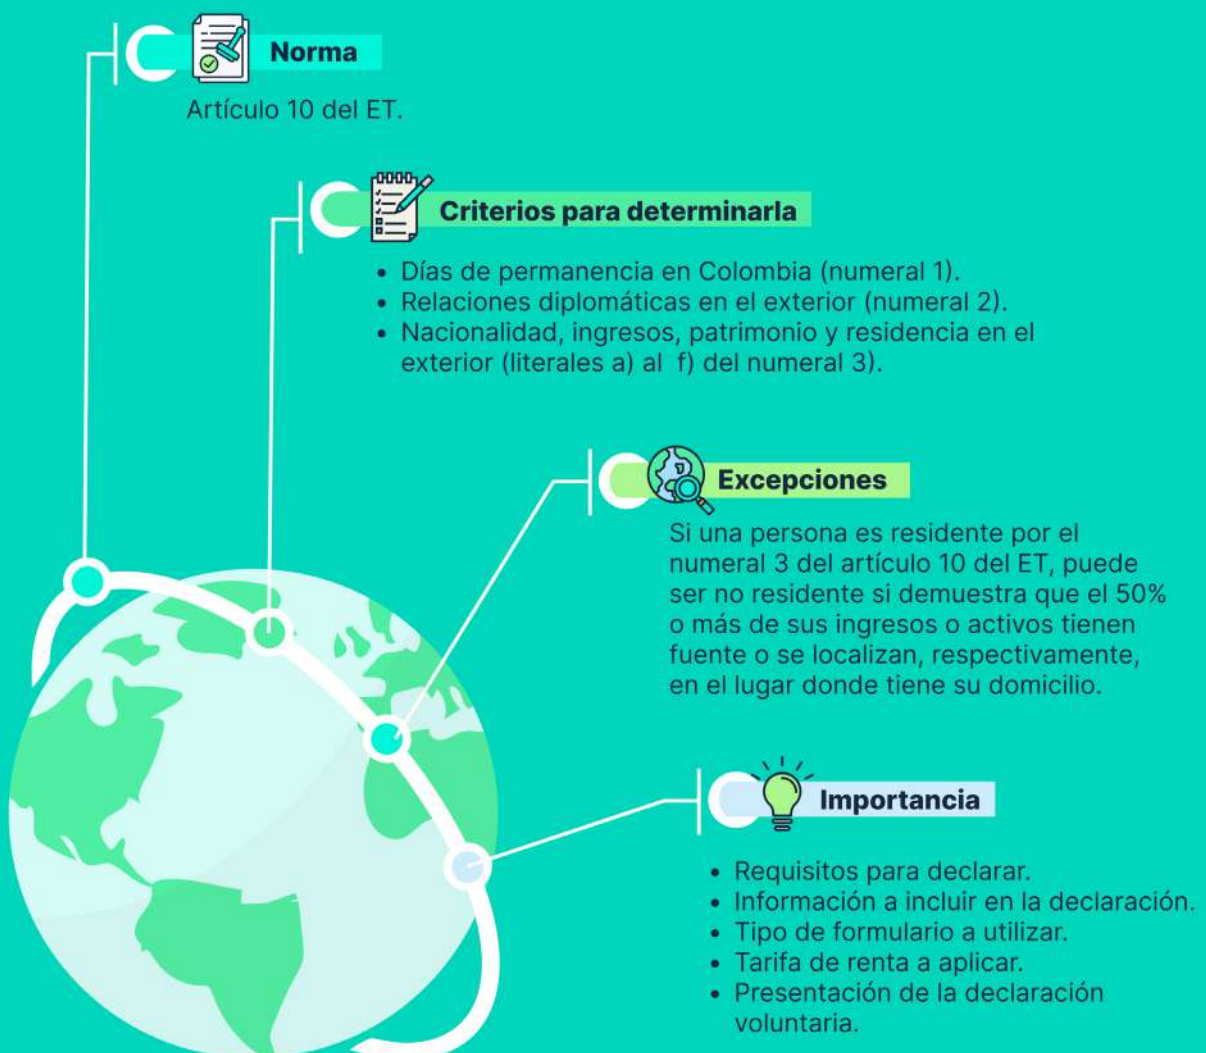 Norma
Artículo 10 del ET.
Criterios para determinarla
• Días de permanencia en Colombia (numeral 1).
• Relaciones diplomáticas en el exterior (numeral 2).
• Nacionalidad, ingresos, patrimonio y residencia en el
exterior (literales a) al f) del numeral 3).
Excepciones
Si una persona es residente por el
numeral 3 del artículo 10 del ET, puede
ser no residente si demuestra que el 50%
o más de sus ingresos o activos tienen
fuente o se localizan, respectivamente,
en el lugar donde tiene su domicilio.
Importancia
• Requisitos para declarar.
• Información a incluir en la declaración.
• Tipo de formulario a utilizar.
• Tarifa de renta a aplicar.
• Presentación de la declaración
voluntaria.